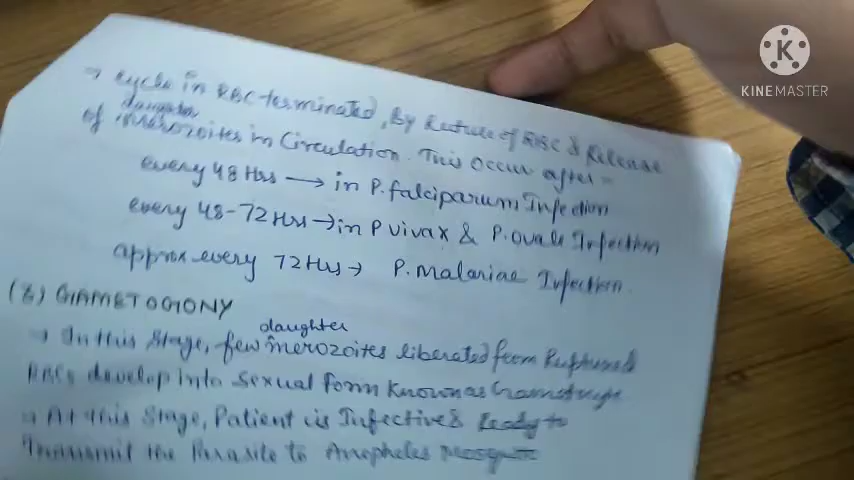 → Cycle in RBC terminated, By Rupture of RBC & Release
daughter
of merozoites in Circulation. This Occur after -
every 48 Hrs → in P. falciparum Infection
every 48-72 Hrs → in P vivax & P. ovale Infection
approx every 72 Hrs → P. Malariae Infection.
(8) GAMETOGONY
daughter
→ In this Stage, few merozoites liberated from Ruptured
RBCs develop into Sexual Form Known as
→ At this Stage, Patient is Infective & Ready to
Transmit the Parasite to Anopheles
K
KINEMASTER